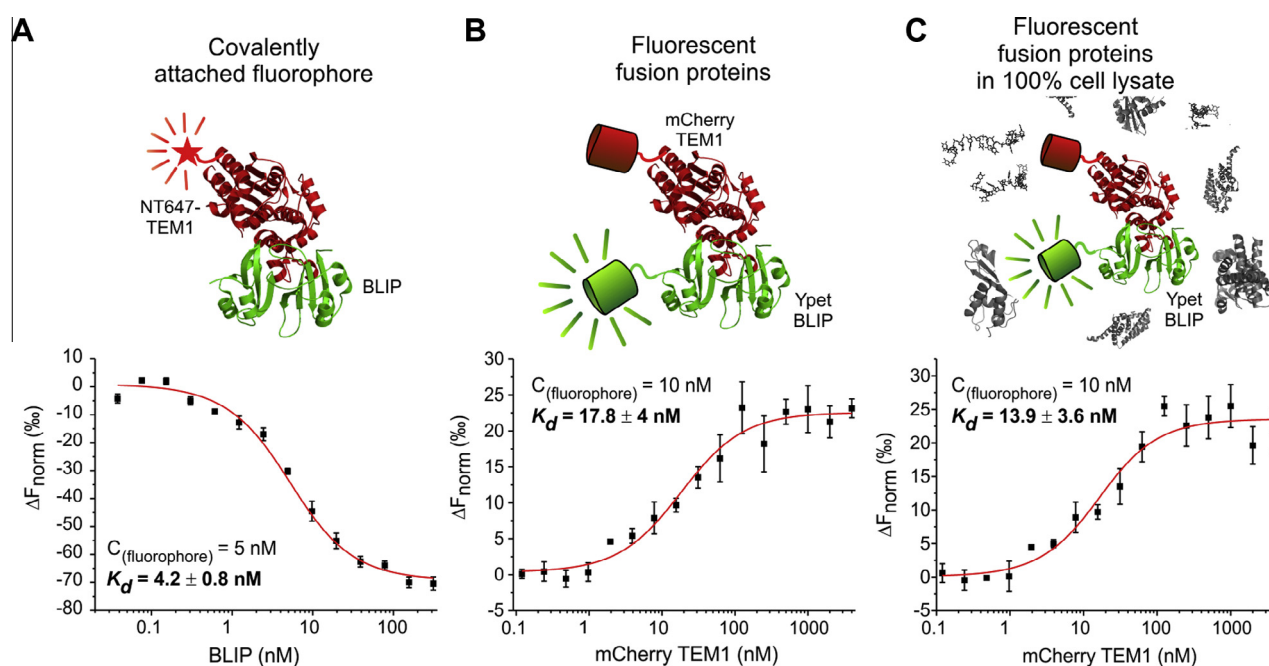 A
Covalently
attached fluorophore
NT647-
TEM1
BLIP
10
0
-10
-20
-30
-40
-50
-60
-70
-80
ΔFnorm (‰)
C(fluorophore) = 5 nM
Kd = 4.2 ± 0.8 nM
0.1
1
10
100
BLIP (nM)
B
Fluorescent
fusion proteins
mCherry
TEM1
Ypet
BLIP
30
25
20
15
10
5
0
-5
ΔFnorm (‰)
C(fluorophore) = 10 nM
Kd = 17.8 ± 4 nM
0.1
1
10
100
1000
mCherry TEM1 (nM)
C
Fluorescent
fusion proteins
in 100% cell lysate
Ypet
BLIP
30
25
20
15
10
5
0
-5
ΔFnorm (‰)
C(fluorophore) = 10 nM
Kd = 13.9 ± 3.6 nM
0.1
1
10
100
1000
mCherry TEM1 (nM)